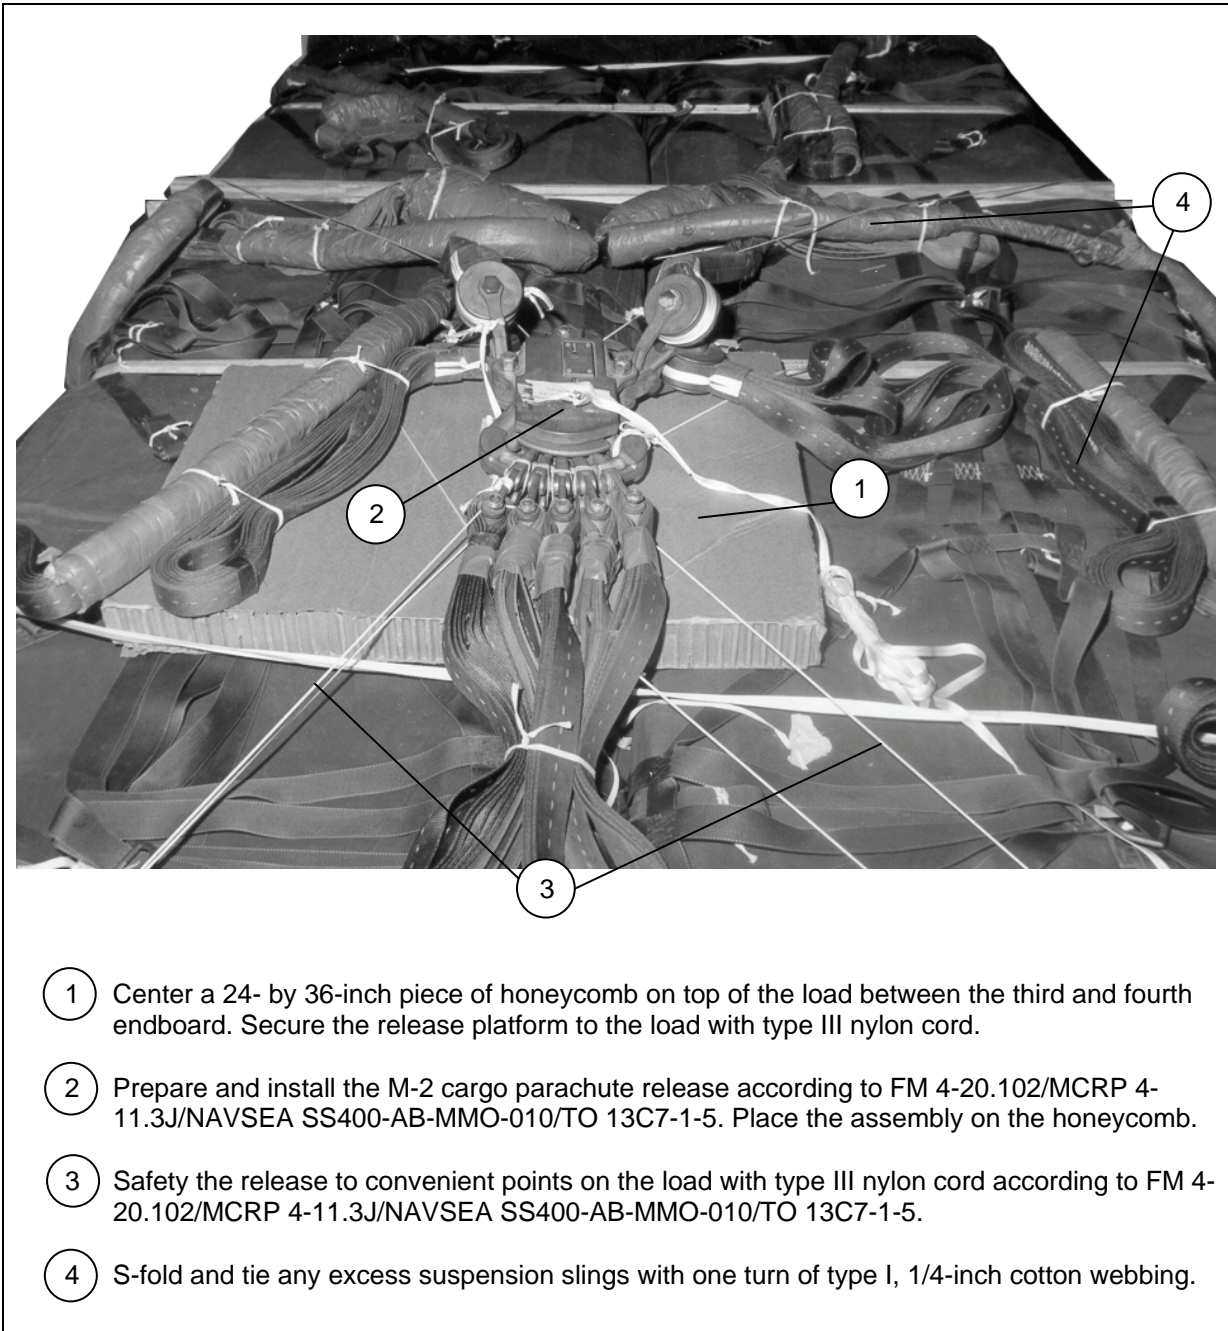 4
1
2
3
1 Center a 24- by 36-inch piece of honeycomb on top of the load between the third and fourth
endboard. Secure the release platform to the load with type III nylon cord.
2 Prepare and install the M-2 cargo parachute release according to FM 4-20.102/MCRP 4-
11.3J/NAVSEA SS400-AB-MMO-010/TO 13C7-1-5. Place the assembly on the honeycomb.
3 Safety the release to convenient points on the load with type III nylon cord according to FM 4-
20.102/MCRP 4-11.3J/NAVSEA SS400-AB-MMO-010/TO 13C7-1-5.
4 S-fold and tie any excess suspension slings with one turn of type I, 1/4-inch cotton webbing.